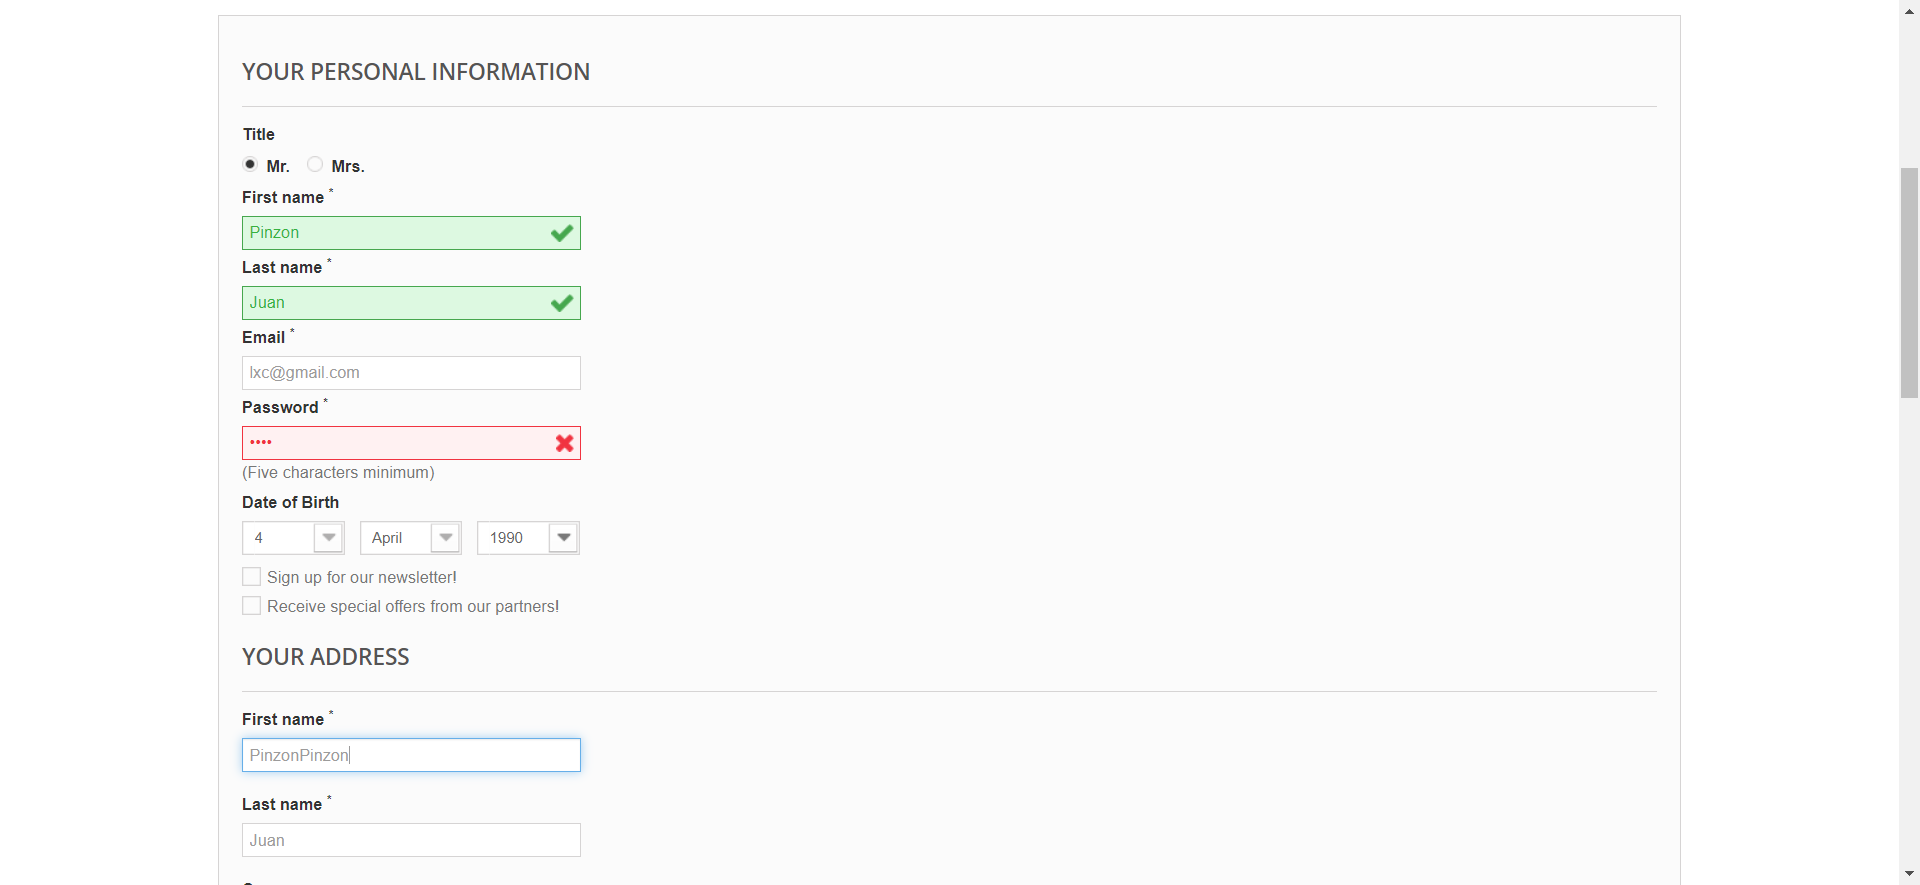 YOUR PERSONAL INFORMATION
Title
Mr. Mrs.
First name *
Pinzon
Last name *
Juan
Email *
lxc@gmail.com
Password *
••••
(Five characters minimum)
Date of Birth
4 April 1990
Sign up for our newsletter!
Receive special offers from our partners!
YOUR ADDRESS
First name *
PinzonPinzon
Last name *
Juan